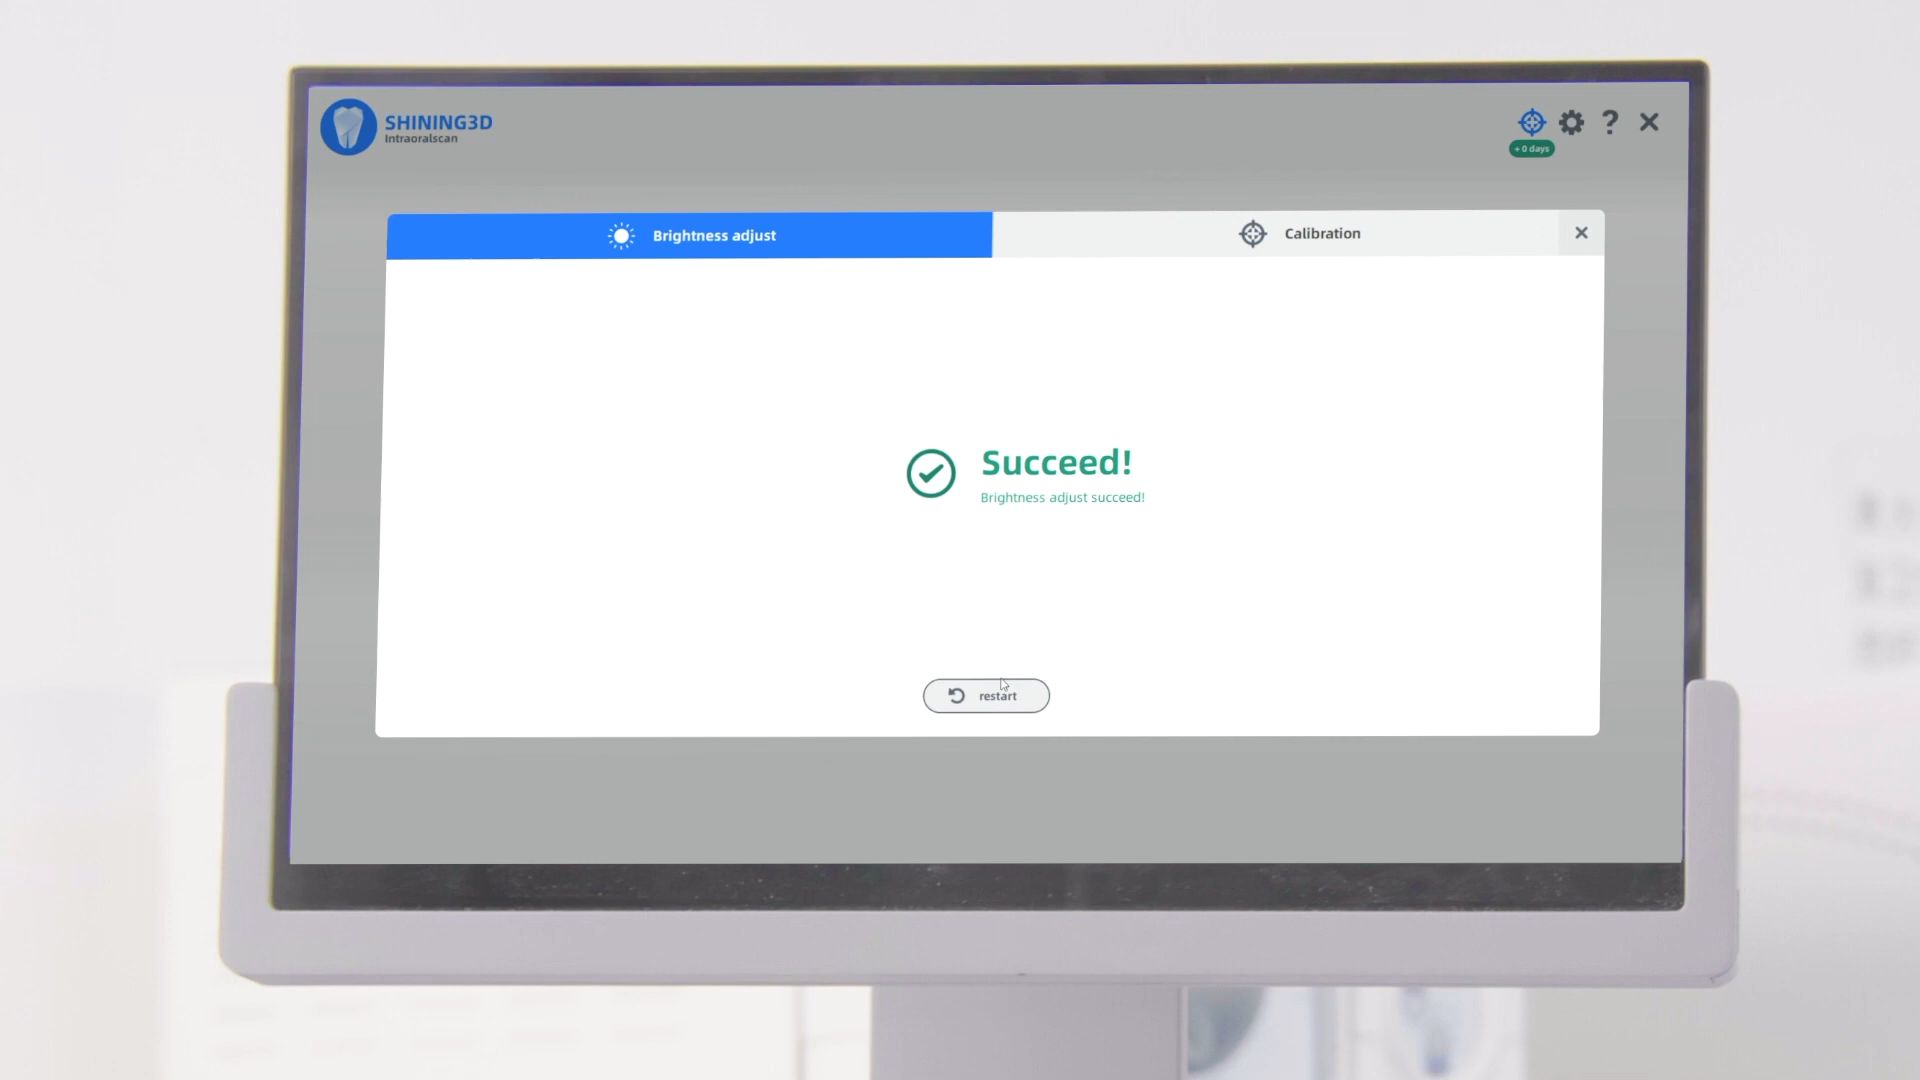 SHINING3D
Intraoralscan
?
+ 0 days
Brightness adjust
Calibration
Succeed!
Brightness adjust succeed!
restart